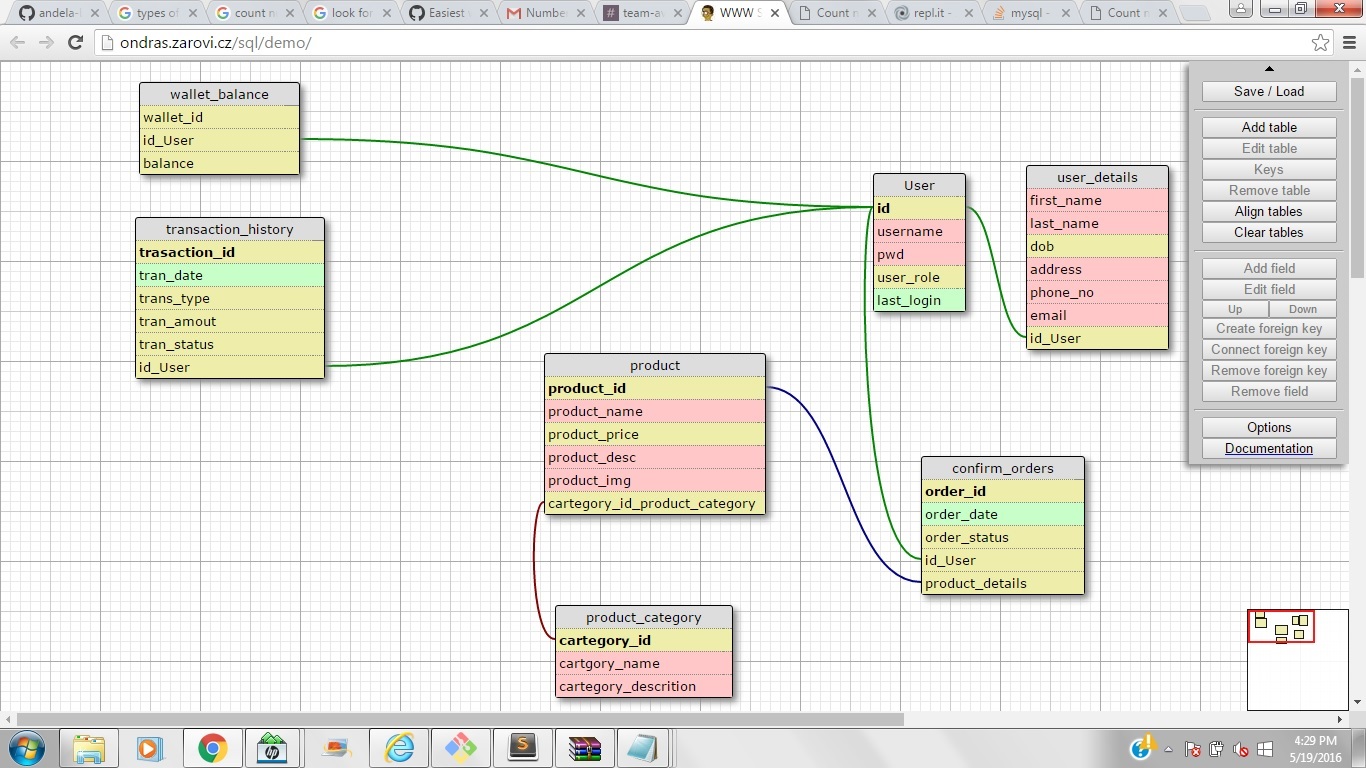 andela-
types of
count n
look for
Easiest
Numbe
team-a
WWW S
Count n
repl.it -
mysql -
Count n
ondras.zarovi.cz/sql/demo/
wallet_balance
wallet_id
id_User
balance
transaction_history
trasaction_id
tran_date
trans_type
tran_amout
tran_status
id_User
User
id
username
pwd
user_role
last_login
user_details
first_name
last_name
dob
address
phone_no
email
id_User
product
product_id
product_name
product_price
product_desc
product_img
cartegory_id_product_category
confirm_orders
order_id
order_date
order_status
id_User
product_details
product_category
cartegory_id
cartgory_name
cartegory_descrition
Save / Load
Add table
Edit table
Keys
Remove table
Align tables
Clear tables
Add field
Edit field
Up Down
Create foreign key
Connect foreign key
Remove foreign key
Remove field
Options
Documentation
4:29 PM
5/19/2016